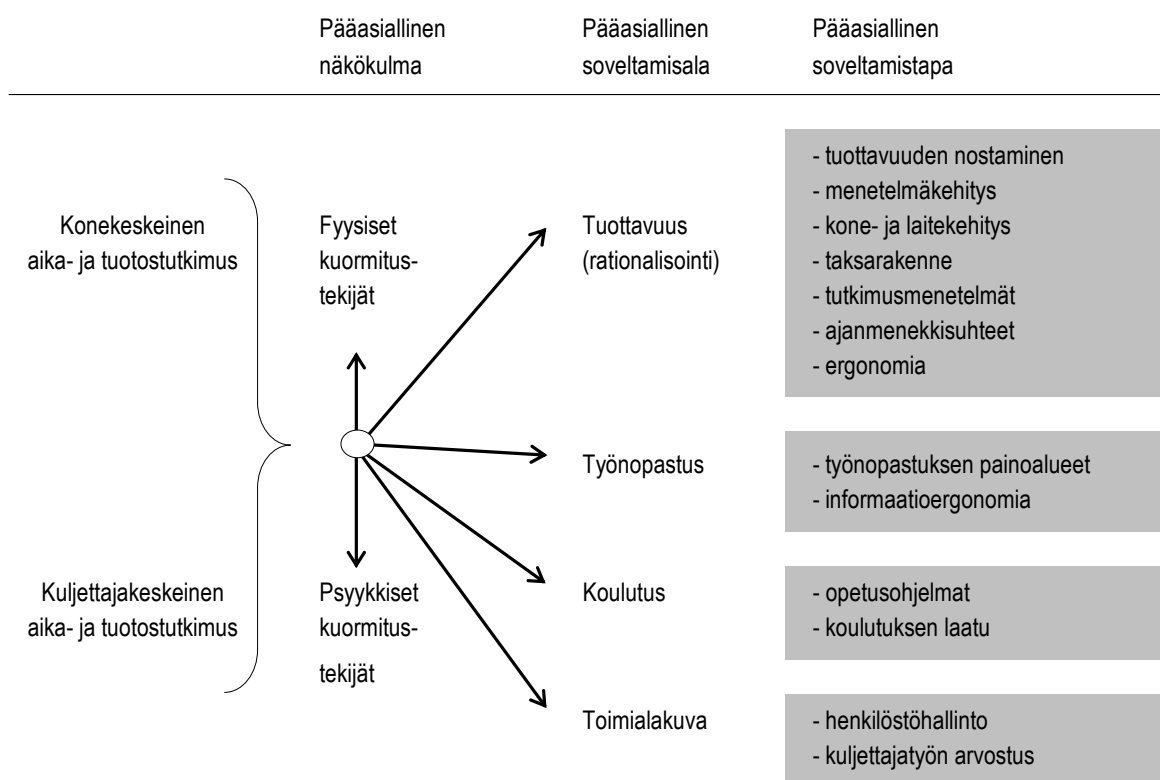 Pääasiallinen
näkökulma
Pääasiallinen
soveltamisala
Pääasiallinen
soveltamistapa
Konekeskeinen
aika- ja tuotostutkimus
Fyysiset
kuormitus-
tekijät
Tuottavuus
(rationalisointi)
- tuottavuuden nostaminen
- menetelmäkehitys
- kone- ja laitekehitys
- taksarakenne
- tutkimusmenetelmät
- ajanmenekkisuhteet
- ergonomia
Työnopastus
- työnopastuksen painoalueet
- informaatioergonomia
Kuljettajakeskeinen
aika- ja tuotostutkimus
Psyykkiset
kuormitus-
tekijät
Koulutus
- opetusohjelmat
- koulutuksen laatu
Toimialakuva
- henkilöstöhallinto
- kuljettajatyön arvostus